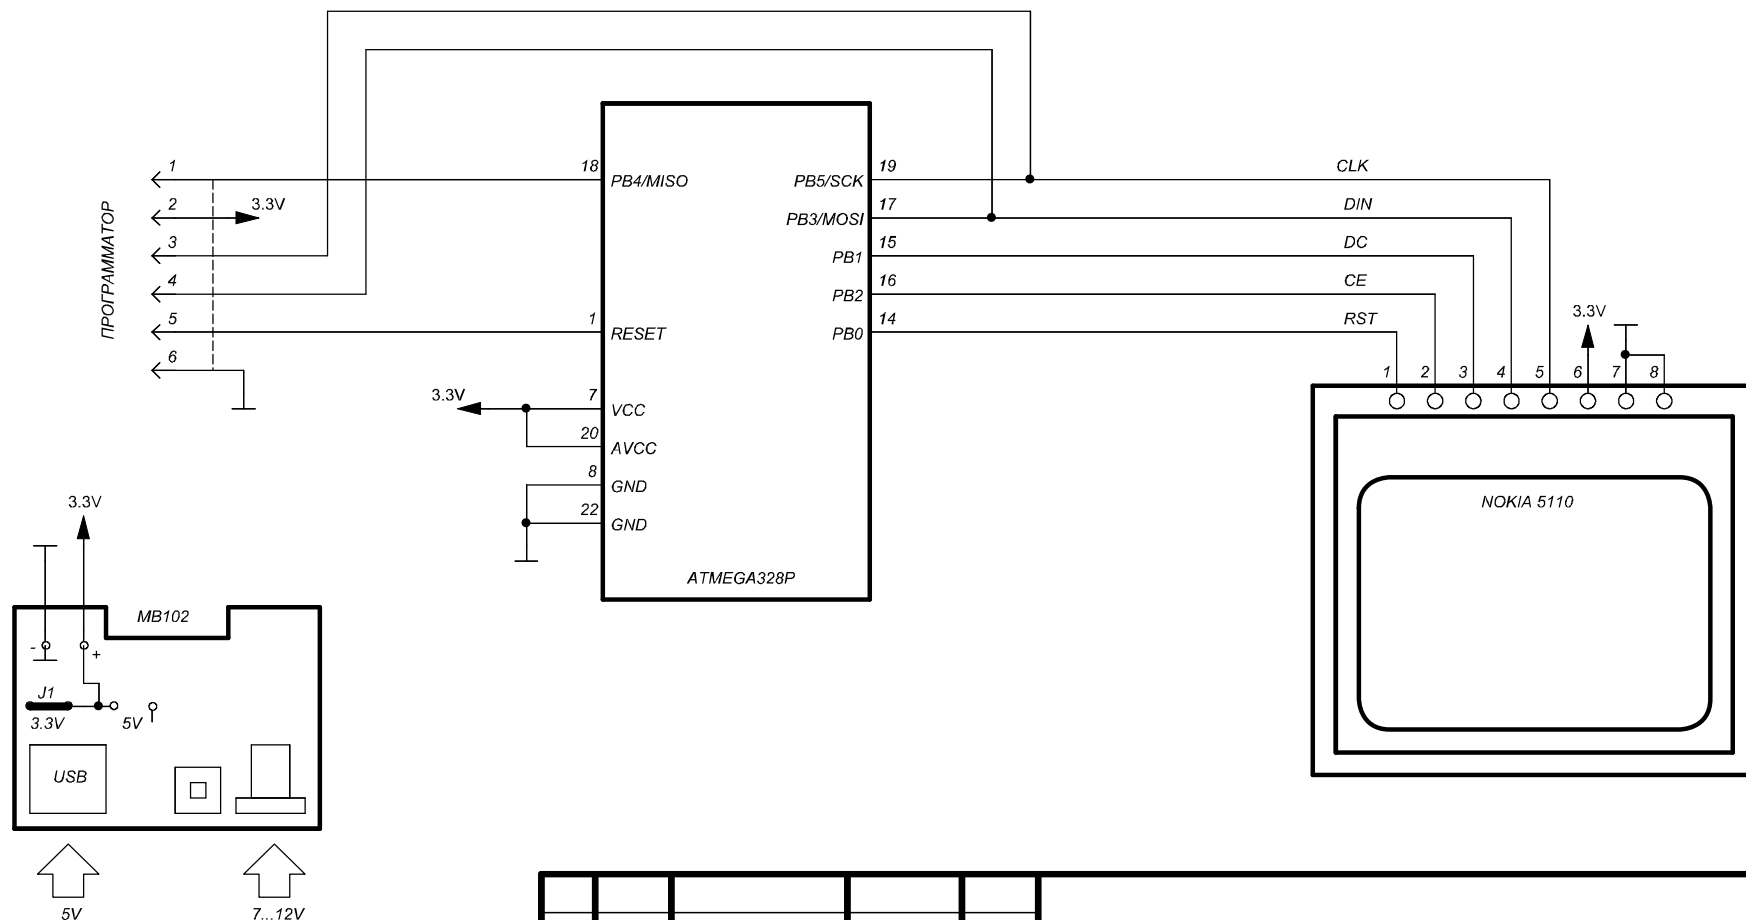 ПРОГРАММАТОР
1
2
3.3V
3
4
5
6
18
PB4/MISO
1
RESET
3.3V
7
VCC
20
AVCC
8
GND
22
GND
ATMEGA328P
PB5/SCK
19
CLK
PB3/MOSI
17
DIN
PB1
15
DC
PB2
16
CE
PB0
14
RST
3.3V
1 2 3 4 5 6 7 8
NOKIA 5110
3.3V
MB102
- +
J1
3.3V 5V
USB
5V
7...12V